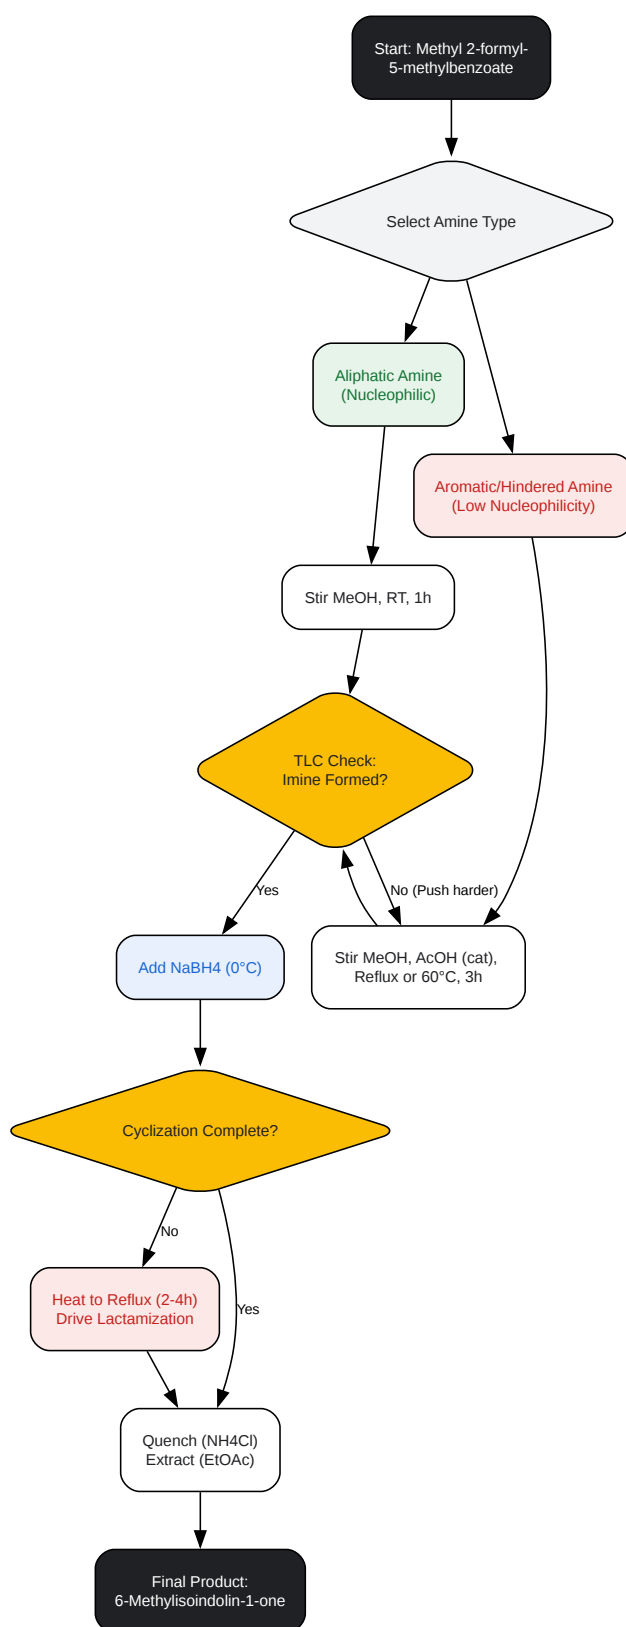 Start: Methyl 2-formyl-
5-methylbenzoate
Select Amine Type
Aliphatic Amine
(Nucleophilic)
Aromatic/Hindered Amine
(Low Nucleophilicity)
Stir MeOH, RT, 1h
TLC Check:
Imine Formed?
Yes
No (Push harder)
Add NaBH4 (0°C)
Stir MeOH, AcOH (cat),
Reflux or 60°C, 3h
Cyclization Complete?
No
Heat to Reflux (2-4h)
Drive Lactamization
Yes
Quench (NH4Cl)
Extract (EtOAc)
Final Product:
6-Methylisoindolin-1-one